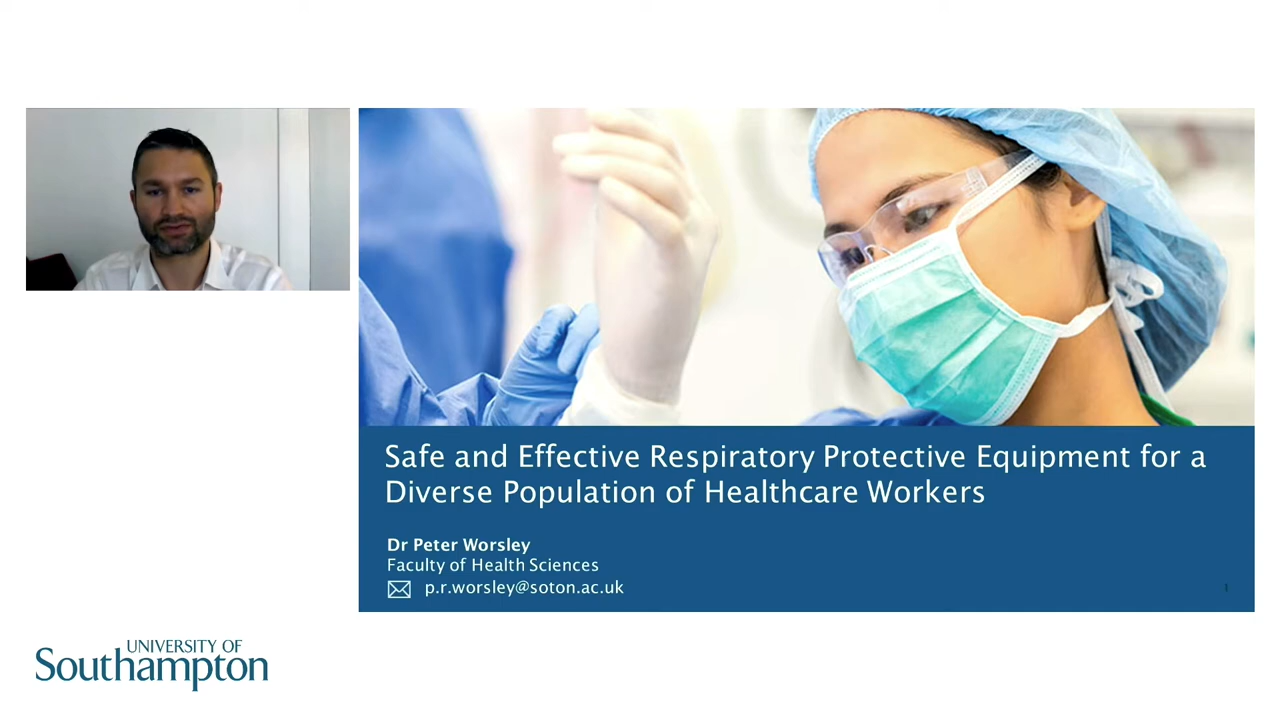 Safe and Effective Respiratory Protective Equipment for a
Diverse Population of Healthcare Workers
Dr Peter Worsley
Faculty of Health Sciences
p.r.worsley@soton.ac.uk
1
UNIVERSITY OF
Southampton